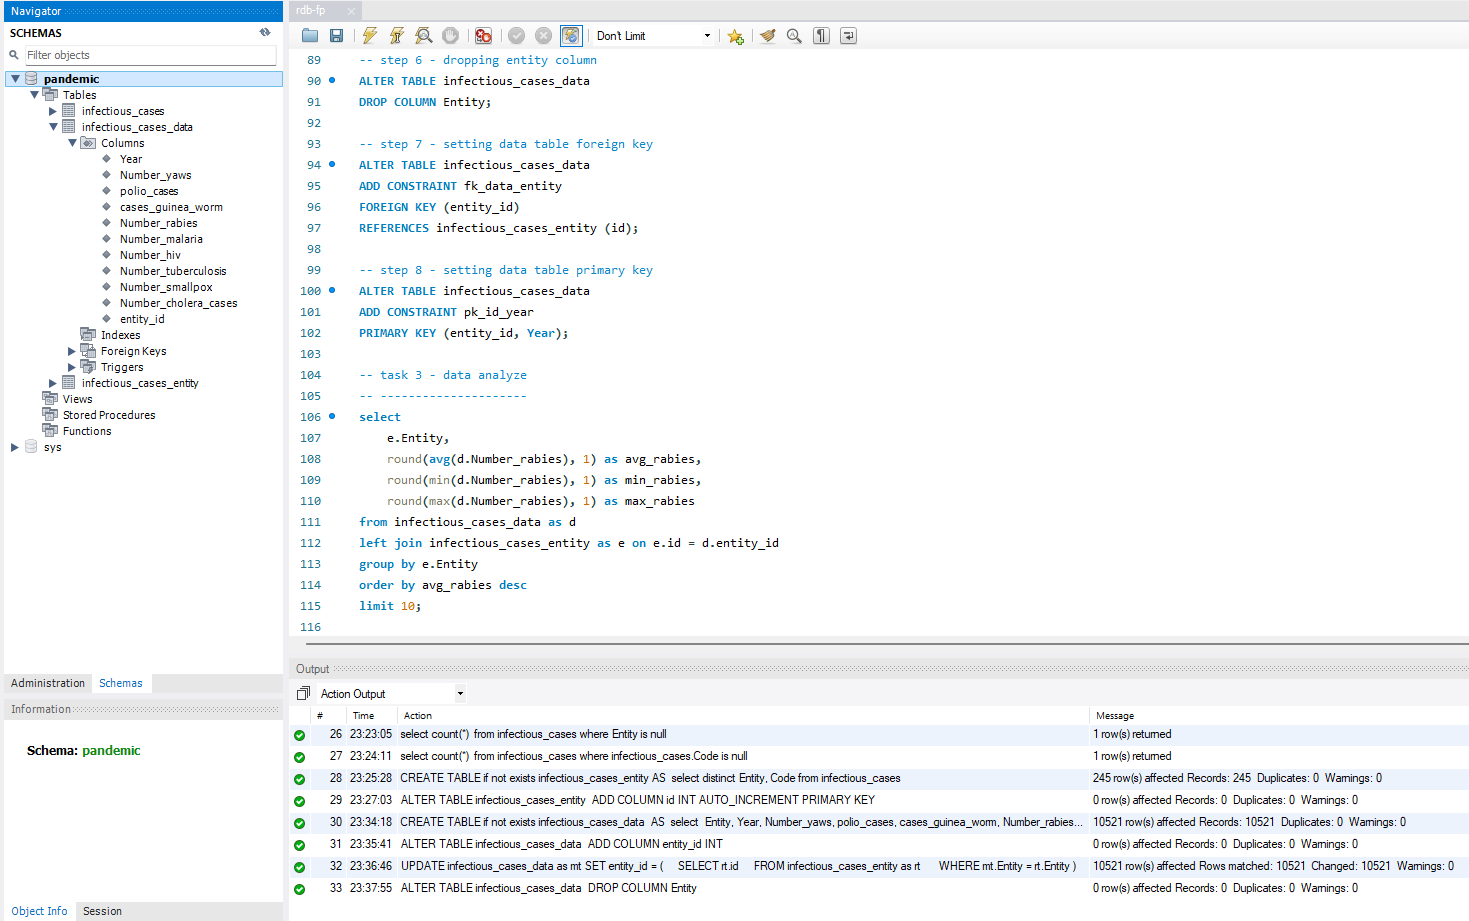 Navigator
SCHEMAS
Filter objects
pandemic
Tables
infectious_cases
infectious_cases_data
Columns
Year
Number_yaws
polio_cases
cases_guinea_worm
Number_rabies
Number_malaria
Number_hiv
Number_tuberculosis
Number_smallpox
Number_cholera_cases
entity_id
Indexes
Foreign Keys
Triggers
infectious_cases_entity
Views
Stored Procedures
Functions
sys
Administration Schemas
Information
Schema: pandemic
Object Info Session
rdb-fp
Don't Limit
89 -- step 6 - dropping entity column
90 ALTER TABLE infectious_cases_data
91 DROP COLUMN Entity;
92
93 -- step 7 - setting data table foreign key
94 ALTER TABLE infectious_cases_data
95 ADD CONSTRAINT fk_data_entity
96 FOREIGN KEY (entity_id)
97 REFERENCES infectious_cases_entity (id);
98
99 -- step 8 - setting data table primary key
100 ALTER TABLE infectious_cases_data
101 ADD CONSTRAINT pk_id_year
102 PRIMARY KEY (entity_id, Year);
103
104 -- task 3 - data analyze
105 -- ---------------------
106 select
107 e.Entity,
108 round(avg(d.Number_rabies), 1) as avg_rabies,
109 round(min(d.Number_rabies), 1) as min_rabies,
110 round(max(d.Number_rabies), 1) as max_rabies
111 from infectious_cases_data as d
112 left join infectious_cases_entity as e on e.id = d.entity_id
113 group by e.Entity
114 order by avg_rabies desc
115 limit 10;
116
Output
Action Output
# Time Action Message
26 23:23:05 select count(*) from infectious_cases where Entity is null 1 row(s) returned
27 23:24:11 select count(*) from infectious_cases where infectious_cases.Code is null 1 row(s) returned
28 23:25:28 CREATE TABLE if not exists infectious_cases_entity AS select distinct Entity, Code from infectious_cases 245 row(s) affected Records: 245 Duplicates: 0 Warnings: 0
29 23:27:03 ALTER TABLE infectious_cases_entity ADD COLUMN id INT AUTO_INCREMENT PRIMARY KEY 0 row(s) affected Records: 0 Duplicates: 0 Warnings: 0
30 23:34:18 CREATE TABLE if not exists infectious_cases_data AS select Entity, Year, Number_yaws, polio_cases, cases_guinea_worm, Number_rabies... 10521 row(s) affected Records: 10521 Duplicates: 0 Warnings: 0
31 23:35:41 ALTER TABLE infectious_cases_data ADD COLUMN entity_id INT 0 row(s) affected Records: 0 Duplicates: 0 Warnings: 0
32 23:36:46 UPDATE infectious_cases_data as mt SET entity_id = ( SELECT rt.id FROM infectious_cases_entity as rt WHERE mt.Entity = rt.Entity ) 10521 row(s) affected Rows matched: 10521 Changed: 10521 Warnings: 0
33 23:37:55 ALTER TABLE infectious_cases_data DROP COLUMN Entity 0 row(s) affected Records: 0 Duplicates: 0 Warnings: 0